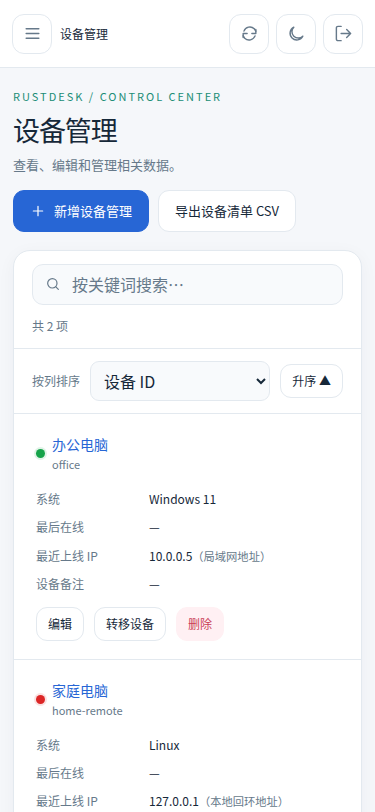 设备管理
RUSTDESK / CONTROL CENTER
设备管理
查看、编辑和管理相关数据。
新增设备管理
导出设备清单 CSV
按关键词搜索…
共 2 项
按列排序
设备 ID
升序 ▲
办公电脑
office
系统 Windows 11
最后在线 —
最近上线 IP 10.0.0.5（局域网地址）
设备备注 —
编辑
转移设备
删除
家庭电脑
home-remote
系统 Linux
最后在线 —
最近上线 IP 127.0.0.1（本地回环地址）